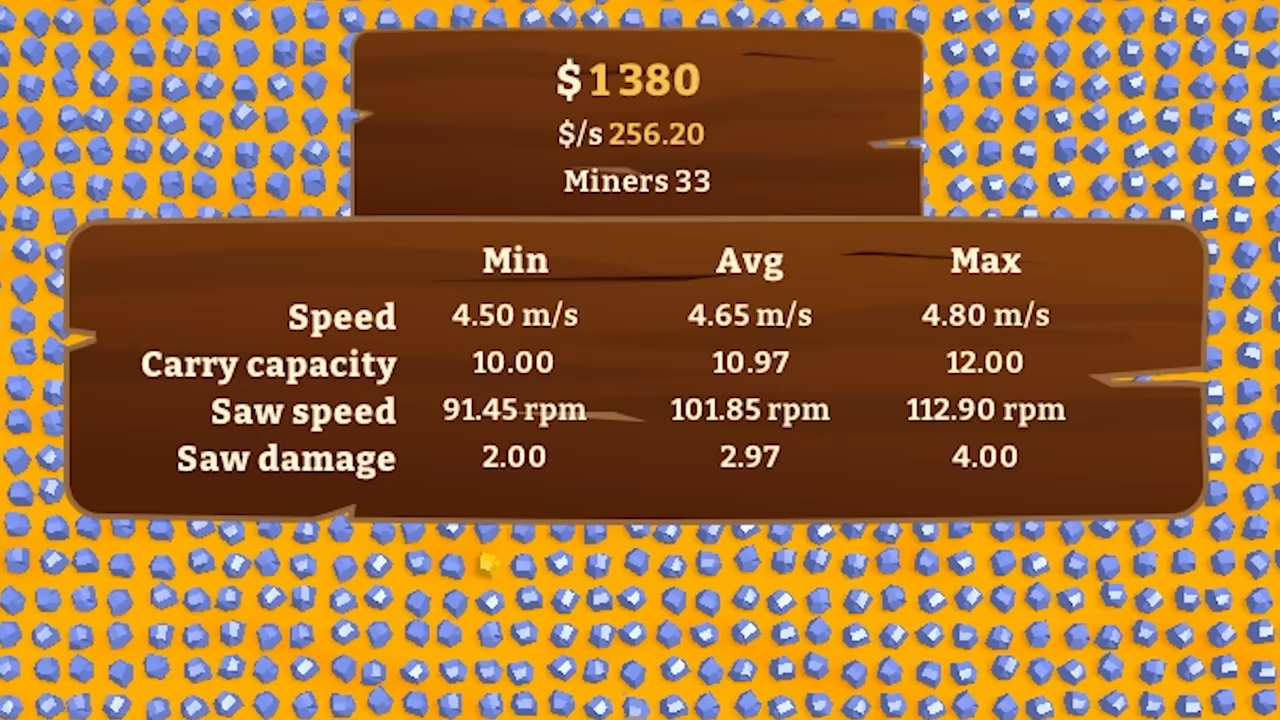 $ 1 380
$/s 256.20
Miners 33
Min Avg Max
Speed 4.50 m/s 4.65 m/s 4.80 m/s
Carry capacity 10.00 10.97 12.00
Saw speed 91.45 rpm 101.85 rpm 112.90 rpm
Saw damage 2.00 2.97 4.00